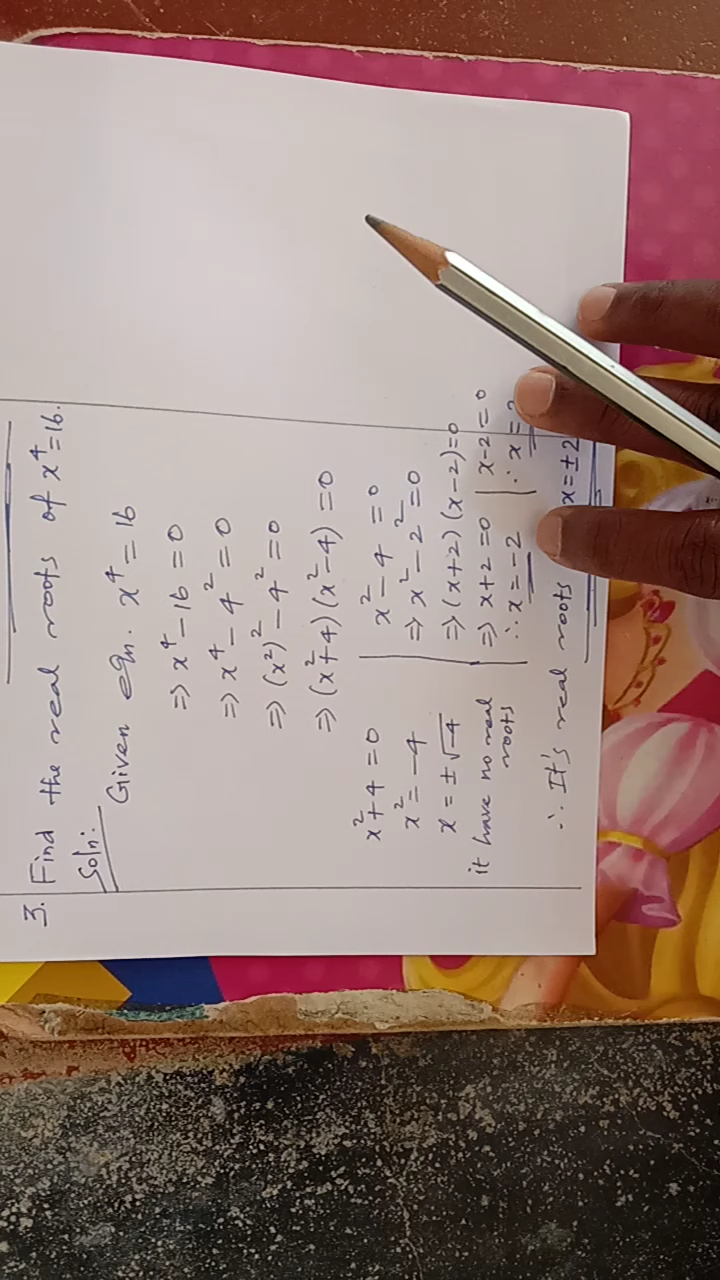 3. Find the real roots of x⁴=16.
Soln:
Given eqn. x⁴=16
⇒ x⁴-16=0
⇒ x⁴-4²=0
⇒ (x²)²-4²=0
⇒ (x²+4)(x²-4)=0
x²+4=0
x²=-4
x=±√-4
it have no real
roots
x²-4=0
⇒ x²-2²=0
⇒ (x+2)(x-2)=0
⇒ x+2=0 | x-2=0
∴ x=-2 | ∴ x=
∴ It's real roots x=±2